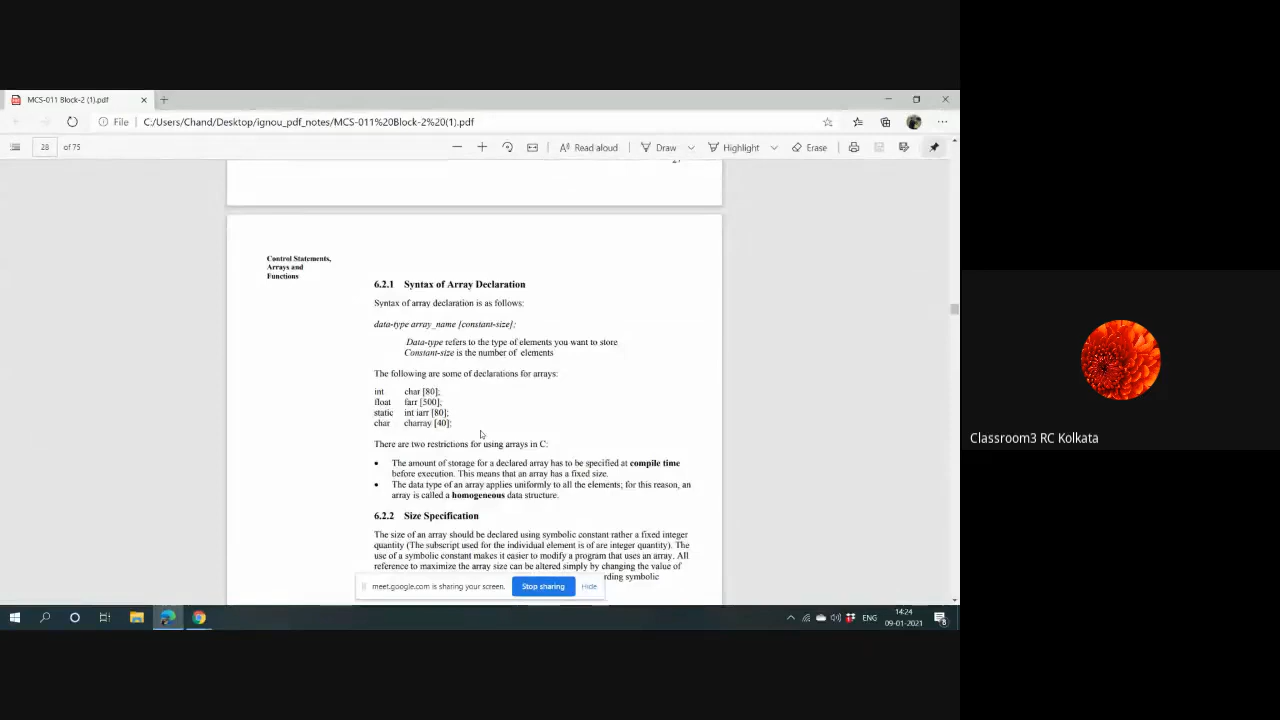 MCS-011 Block-2 (1).pdf
File
C:/Users/Chand/Desktop/ignou_pdf_notes/MCS-011%20Block-2%20(1).pdf
28 of 75
Read aloud
Draw
Highlight
Erase
27
Control Statements,
Arrays and
Functions
6.2.1 Syntax of Array Declaration
Syntax of array declaration is as follows:
data-type array_name [constant-size];
Data-type refers to the type of elements you want to store
Constant-size is the number of elements
The following are some of declarations for arrays:
int char [80];
float farr [500];
static int iarr [80];
char charray [40];
There are two restrictions for using arrays in C:
• The amount of storage for a declared array has to be specified at compile time
before execution. This means that an array has a fixed size.
• The data type of an array applies uniformly to all the elements; for this reason, an
array is called a homogeneous data structure.
6.2.2 Size Specification
The size of an array should be declared using symbolic constant rather a fixed integer
quantity (The subscript used for the individual element is of are integer quantity). The
use of a symbolic constant makes it easier to modify a program that uses an array. All
reference to maximize the array size can be altered simply by changing the value of
rding symbolic
meet.google.com is sharing your screen.
Stop sharing
Hide
ENG
14:24
09-01-2021
Classroom3 RC Kolkata